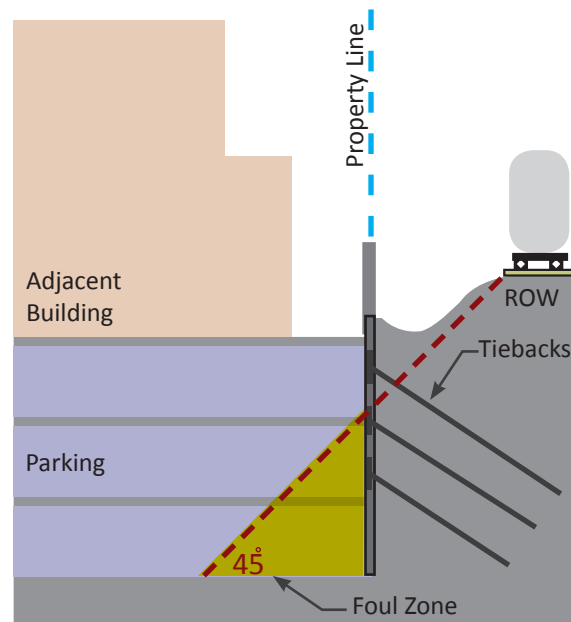 Property Line
Adjacent
Building
ROW
Tiebacks
Parking
45°
Foul Zone